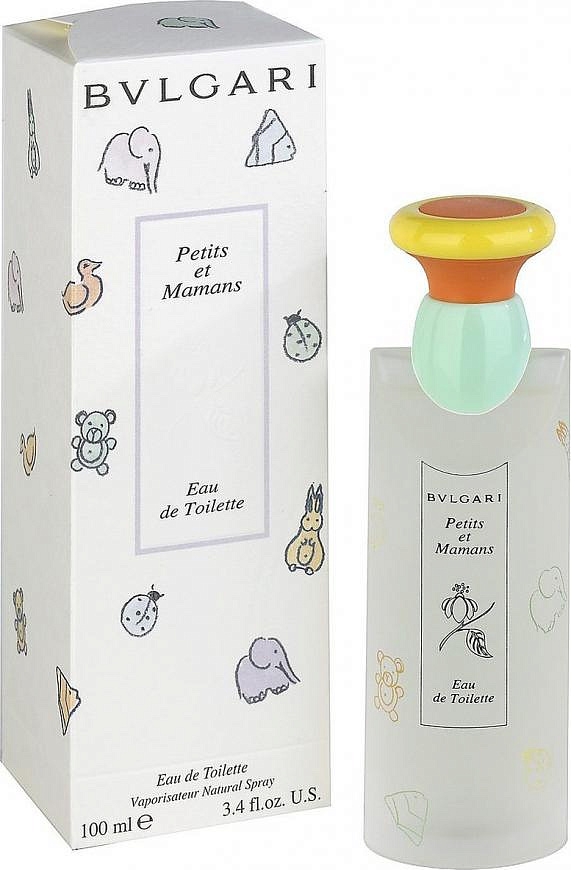 BVLGARI
Petits
et
Mamans
Eau
de Toilette
Eau de Toilette
Vaporisateur Natural Spray
100 ml e 3.4 fl.oz. U.S.
BVLGARI
Petits
et
Mamans
Eau
de Toilette